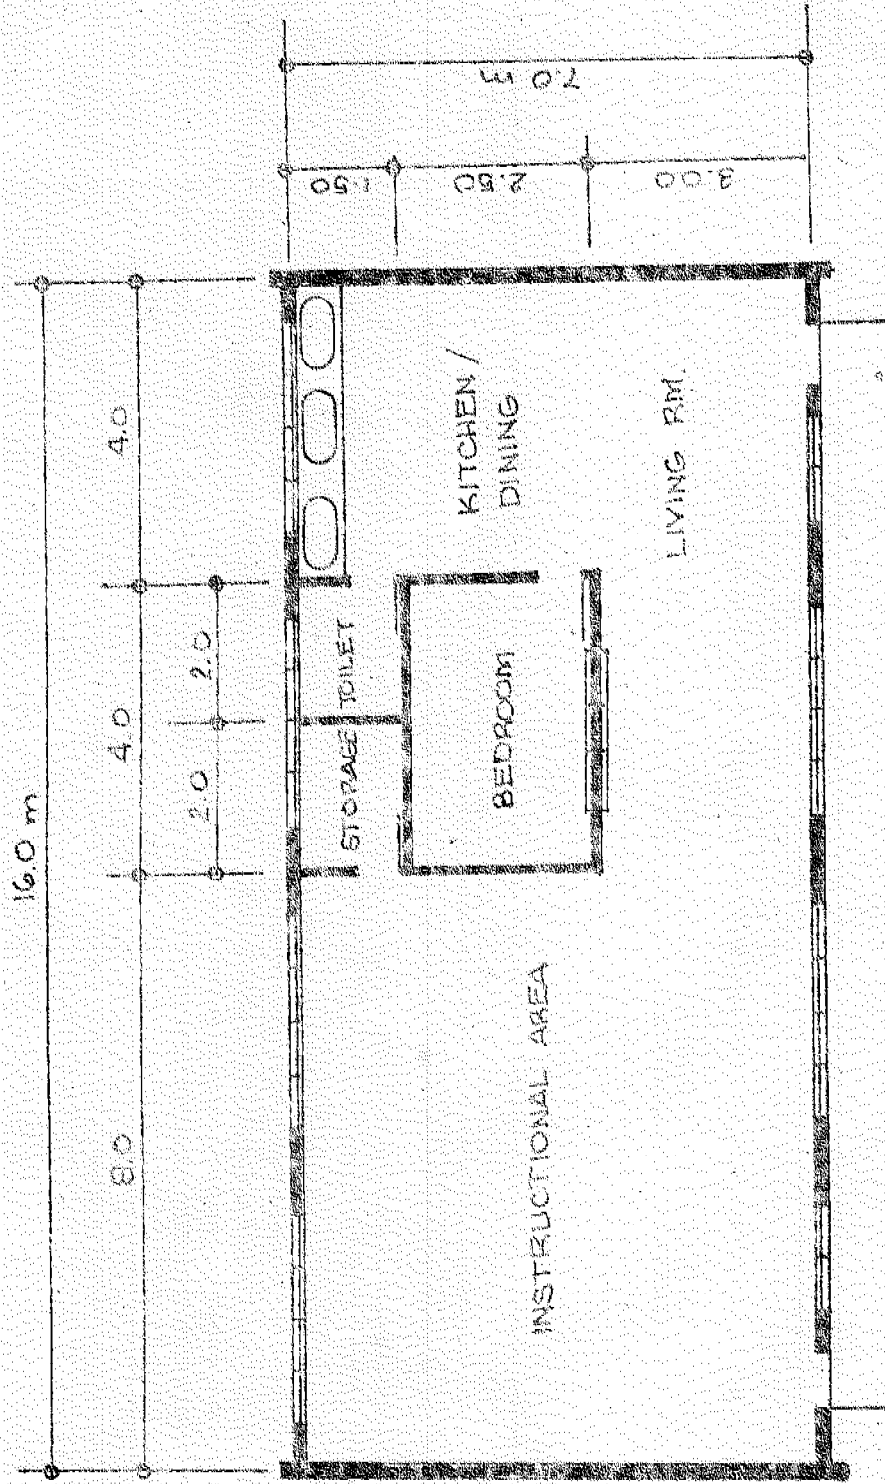 16.0 m
8.0
4.0
4.0
2.0
2.0
7.0 m
1.50
2.50
3.00
STORAGE
TOILET
KITCHEN /
DINING
BEDROOM
LIVING RM.
INSTRUCTIONAL AREA